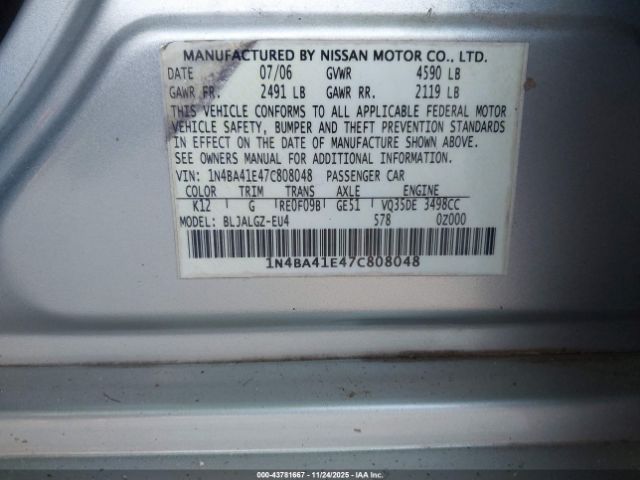 MANUFACTURED BY NISSAN MOTOR CO., LTD.
DATE 07/06 GVWR 4590 LB
GAWR FR. 2491 LB GAWR RR. 2119 LB
THIS VEHICLE CONFORMS TO ALL APPLICABLE FEDERAL MOTOR
VEHICLE SAFETY, BUMPER AND THEFT PREVENTION STANDARDS
IN EFFECT ON THE DATE OF MANUFACTURE SHOWN ABOVE.
SEE OWNERS MANUAL FOR ADDITIONAL INFORMATION.
VIN: 1N4BA41E47C808048 PASSENGER CAR
COLOR TRIM TRANS AXLE ENGINE
K12 G RE0F09B GE51 VQ35DE 3498CC
MODEL: BLJALGZ-EU4 578 0Z000
1N4BA41E47C808048
000-43781667 - 11/24/2025 - IAAI.COM